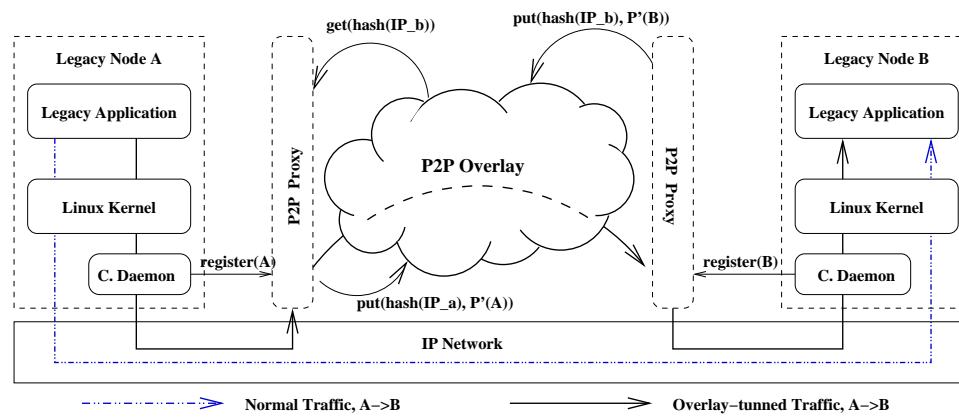 get(hash(IP_b))
put(hash(IP_b), P'(B))
Legacy Node A
Legacy Node B
Legacy Application
Legacy Application
P2P Proxy
P2P Overlay
P2P Proxy
Linux Kernel
Linux Kernel
C. Daemon
register(A)
register(B)
C. Daemon
put(hash(IP_a), P'(A))
IP Network
Normal Traffic, A->B
Overlay-tunned Traffic, A->B